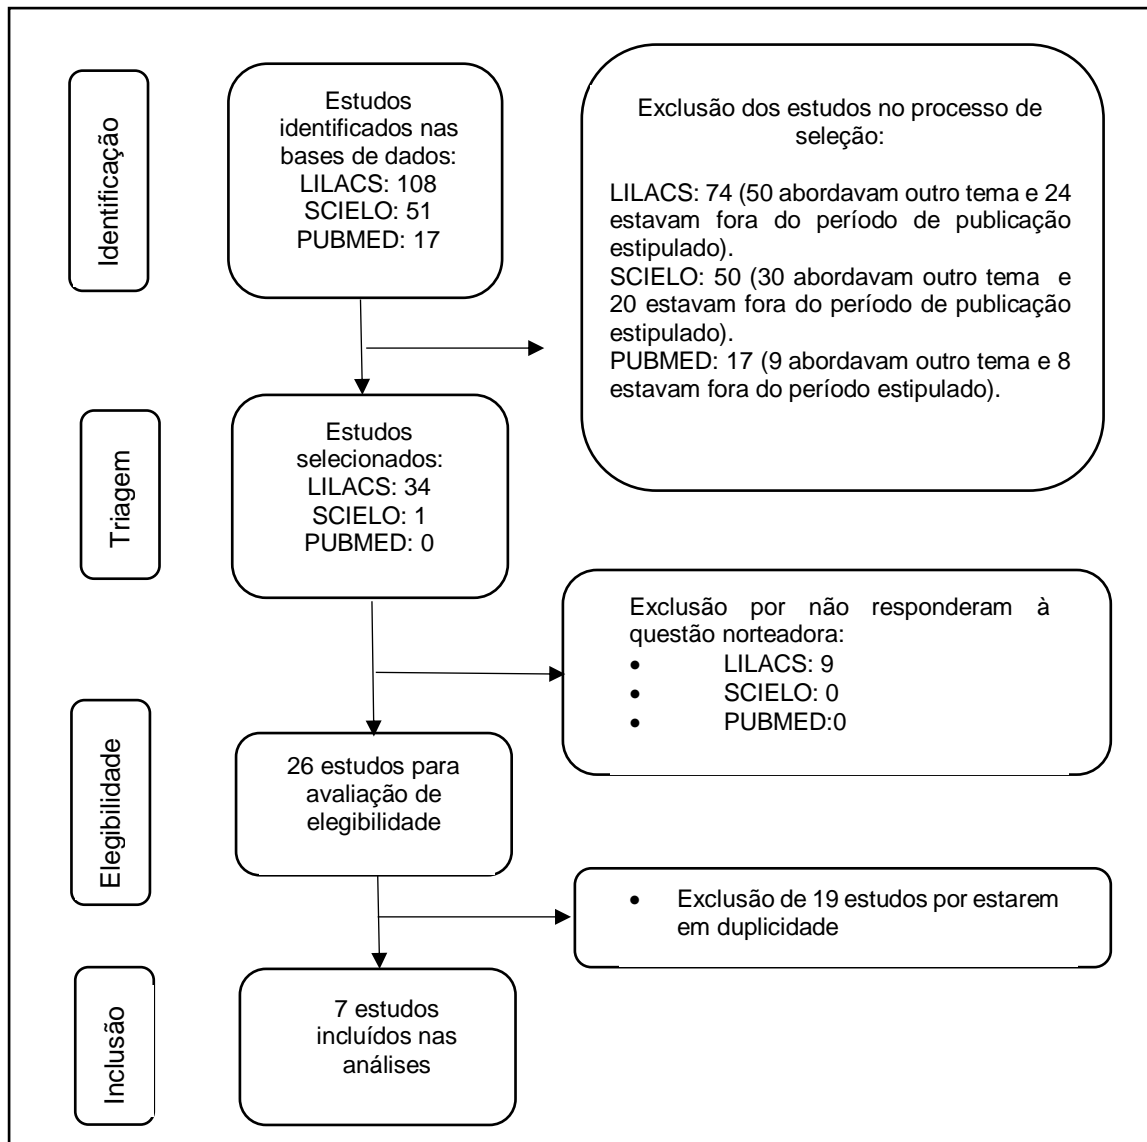 Identificação
Estudos
identificados nas
bases de dados:
LILACS: 108
SCIELO: 51
PUBMED: 17
Exclusão dos estudos no processo de
seleção:
LILACS: 74 (50 abordavam outro tema e 24
estavam fora do período de publicação
estipulado).
SCIELO: 50 (30 abordavam outro tema e
20 estavam fora do período de publicação
estipulado).
PUBMED: 17 (9 abordavam outro tema e 8
estavam fora do período estipulado).
Triagem
Estudos
selecionados:
LILACS: 34
SCIELO: 1
PUBMED: 0
Exclusão por não responderam à
questão norteadora:
• LILACS: 9
• SCIELO: 0
• PUBMED:0
Elegibilidade
26 estudos para
avaliação de
elegibilidade
• Exclusão de 19 estudos por estarem
em duplicidade
Inclusão
7 estudos
incluídos nas
análises